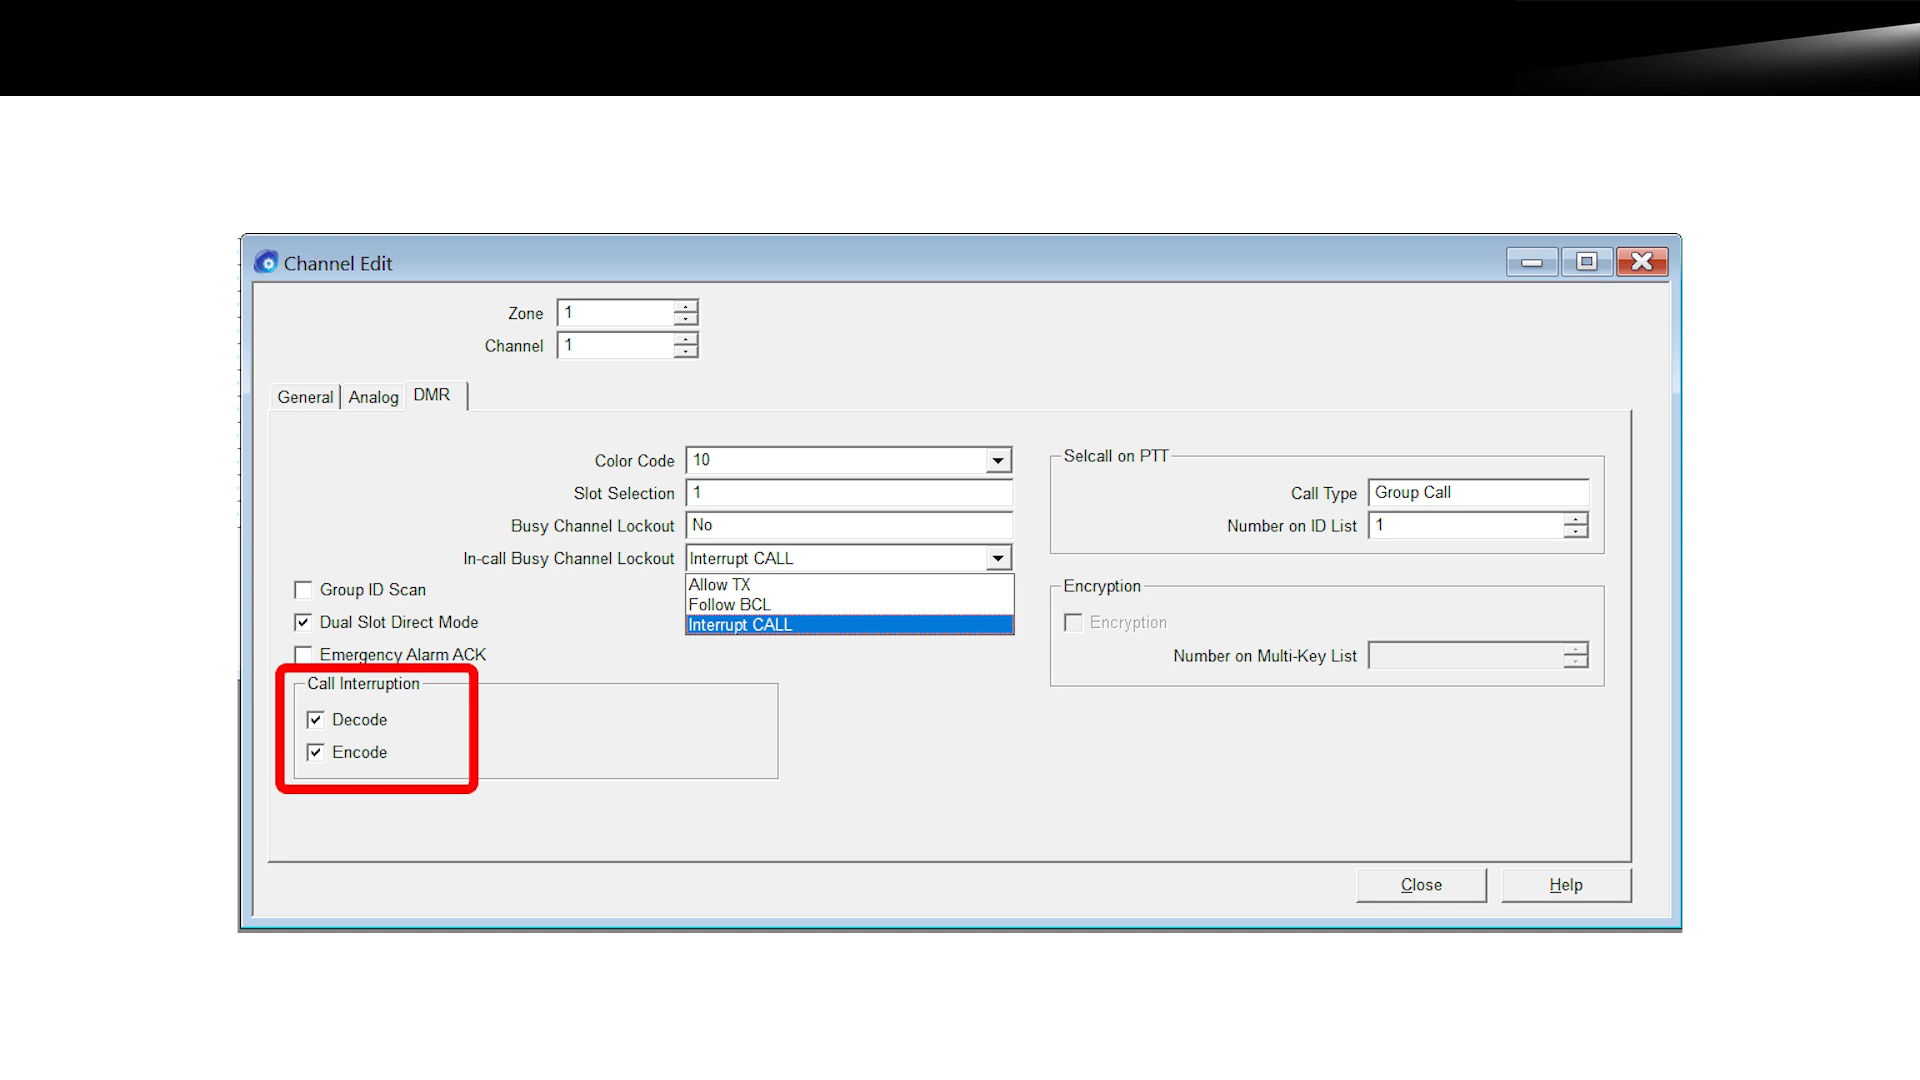 Channel Edit
Zone 1
Channel 1
General Analog DMR
Color Code 10
Slot Selection 1
Busy Channel Lockout No
In-call Busy Channel Lockout Interrupt CALL
Allow TX
Follow BCL
Interrupt CALL
Group ID Scan
Dual Slot Direct Mode
Emergency Alarm ACK
Call Interruption
Decode
Encode
Selcall on PTT
Call Type Group Call
Number on ID List 1
Encryption
Encryption
Number on Multi-Key List
Close Help